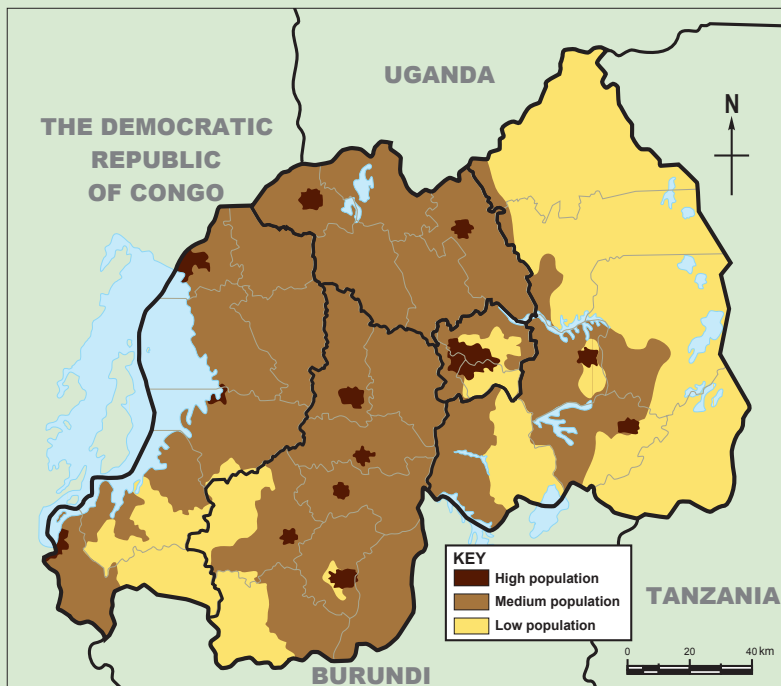 UGANDA
THE DEMOCRATIC
REPUBLIC
OF CONGO
N
KEY
High population
Medium population
Low population
TANZANIA
BURUNDI
0 20 40 km